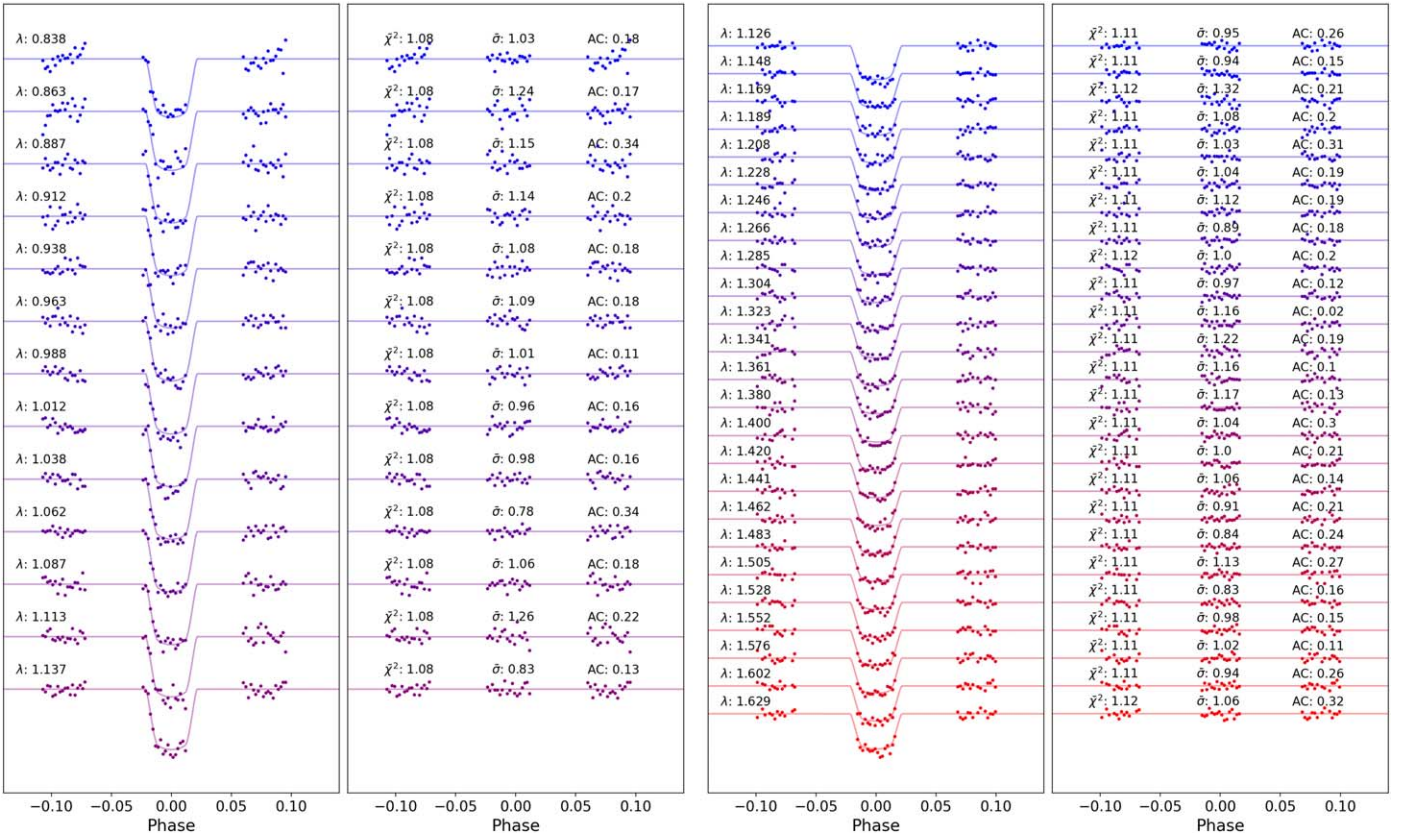 λ: 0.838 χ̃²: 1.08 σ̄: 1.03 AC: 0.18
λ: 0.863 χ̃²: 1.08 σ̄: 1.24 AC: 0.17
λ: 0.887 χ̃²: 1.08 σ̄: 1.15 AC: 0.34
λ: 0.912 χ̃²: 1.08 σ̄: 1.14 AC: 0.2
λ: 0.938 χ̃²: 1.08 σ̄: 1.08 AC: 0.18
λ: 0.963 χ̃²: 1.08 σ̄: 1.09 AC: 0.18
λ: 0.988 χ̃²: 1.08 σ̄: 1.01 AC: 0.11
λ: 1.012 χ̃²: 1.08 σ̄: 0.96 AC: 0.16
λ: 1.038 χ̃²: 1.08 σ̄: 0.98 AC: 0.16
λ: 1.062 χ̃²: 1.08 σ̄: 0.78 AC: 0.34
λ: 1.087 χ̃²: 1.08 σ̄: 1.06 AC: 0.18
λ: 1.113 χ̃²: 1.08 σ̄: 1.26 AC: 0.22
λ: 1.137 χ̃²: 1.08 σ̄: 0.83 AC: 0.13
−0.10 −0.05 0.00 0.05 0.10 −0.10 −0.05 0.00 0.05 0.10
Phase Phase
λ: 1.126 χ̃²: 1.11 σ̄: 0.95 AC: 0.26
λ: 1.148 χ̃²: 1.11 σ̄: 0.94 AC: 0.15
λ: 1.169 χ̃²: 1.12 σ̄: 1.32 AC: 0.21
λ: 1.189 χ̃²: 1.11 σ̄: 1.08 AC: 0.2
λ: 1.208 χ̃²: 1.11 σ̄: 1.03 AC: 0.31
λ: 1.228 χ̃²: 1.11 σ̄: 1.04 AC: 0.19
λ: 1.246 χ̃²: 1.11 σ̄: 1.12 AC: 0.19
λ: 1.266 χ̃²: 1.11 σ̄: 0.89 AC: 0.18
λ: 1.285 χ̃²: 1.12 σ̄: 1.0 AC: 0.2
λ: 1.304 χ̃²: 1.11 σ̄: 0.97 AC: 0.12
λ: 1.323 χ̃²: 1.11 σ̄: 1.16 AC: 0.02
λ: 1.341 χ̃²: 1.11 σ̄: 1.22 AC: 0.19
λ: 1.361 χ̃²: 1.11 σ̄: 1.16 AC: 0.1
λ: 1.380 χ̃²: 1.11 σ̄: 1.17 AC: 0.13
λ: 1.400 χ̃²: 1.11 σ̄: 1.04 AC: 0.3
λ: 1.420 χ̃²: 1.11 σ̄: 1.0 AC: 0.21
λ: 1.441 χ̃²: 1.11 σ̄: 1.06 AC: 0.14
λ: 1.462 χ̃²: 1.11 σ̄: 0.91 AC: 0.21
λ: 1.483 χ̃²: 1.11 σ̄: 0.84 AC: 0.24
λ: 1.505 χ̃²: 1.11 σ̄: 1.13 AC: 0.27
λ: 1.528 χ̃²: 1.11 σ̄: 0.83 AC: 0.16
λ: 1.552 χ̃²: 1.11 σ̄: 0.98 AC: 0.15
λ: 1.576 χ̃²: 1.11 σ̄: 1.02 AC: 0.11
λ: 1.602 χ̃²: 1.11 σ̄: 0.94 AC: 0.26
λ: 1.629 χ̃²: 1.12 σ̄: 1.06 AC: 0.32
−0.10 −0.05 0.00 0.05 0.10 −0.10 −0.05 0.00 0.05 0.10
Phase Phase